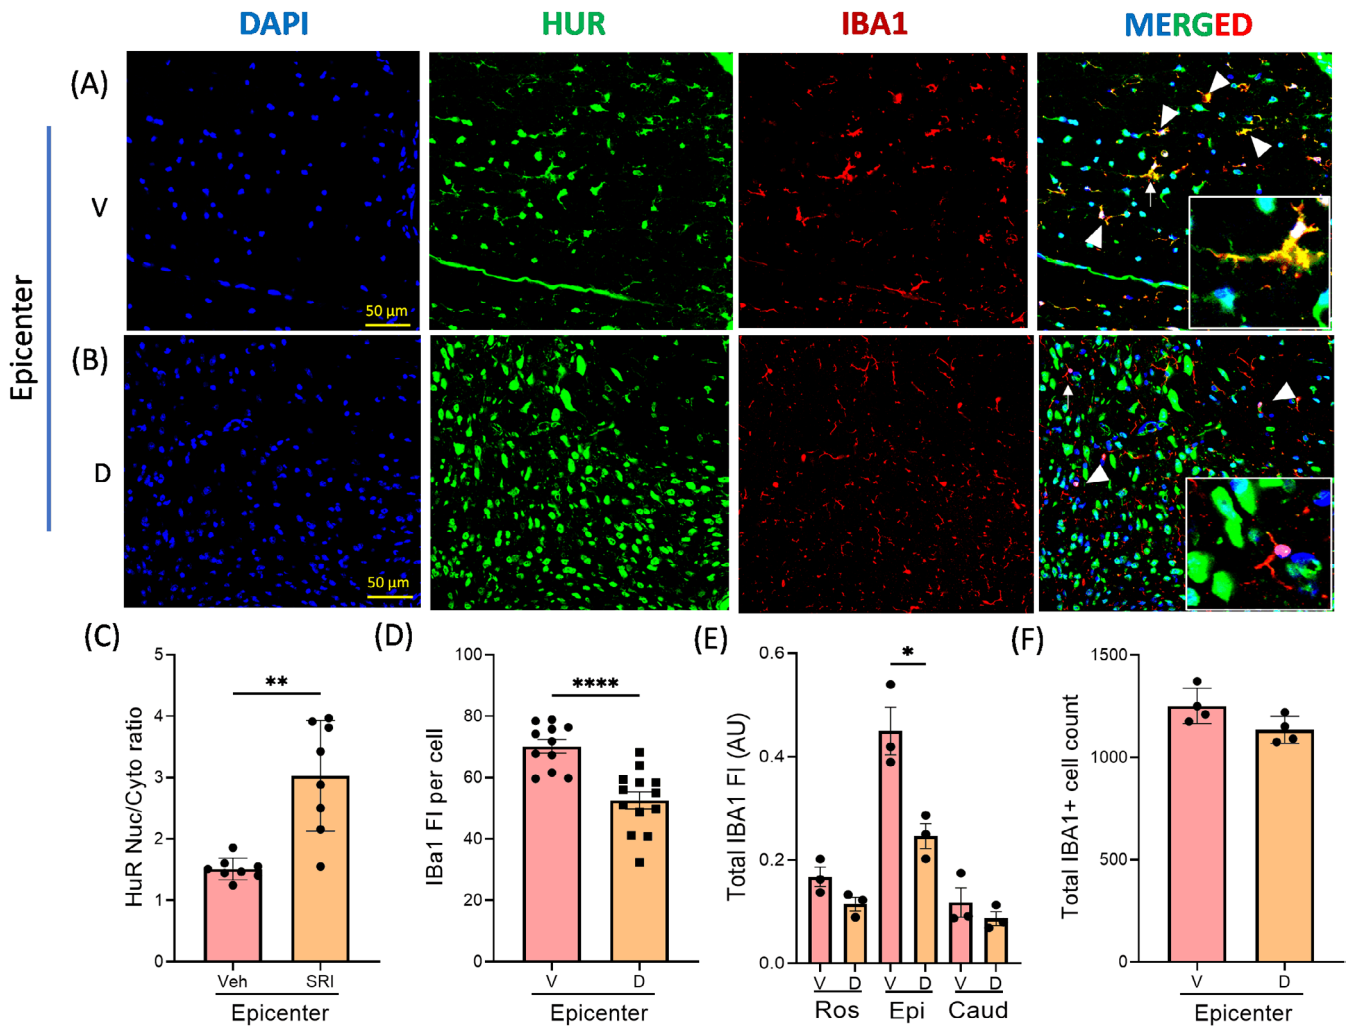 DAPI HUR IBA1 MERGED
(A)
V
50 µm
Epicenter
(B)
D
50 µm
(C) (D) (E) (F)
HuR Nuc/Cyto ratio
5
4
3
2
1
0
**
Veh SRI
Epicenter
IBa1 FI per cell
100
80
60
40
20
0
****
V D
Epicenter
Total IBA1 FI (AU)
0.6
0.4
0.2
0.0
*
V D V D V D
Ros Epi Caud
Total IBA1+ cell count
1500
1000
500
0
V D
Epicenter